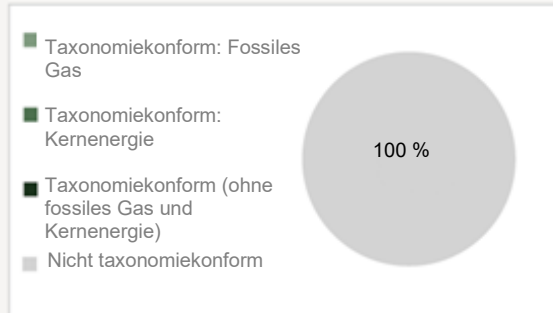 Taxonomiekonform: Fossiles
Gas
Taxonomiekonform:
Kernenergie
Taxonomiekonform (ohne
fossiles Gas und
Kernenergie)
Nicht taxonomiekonform
100 %